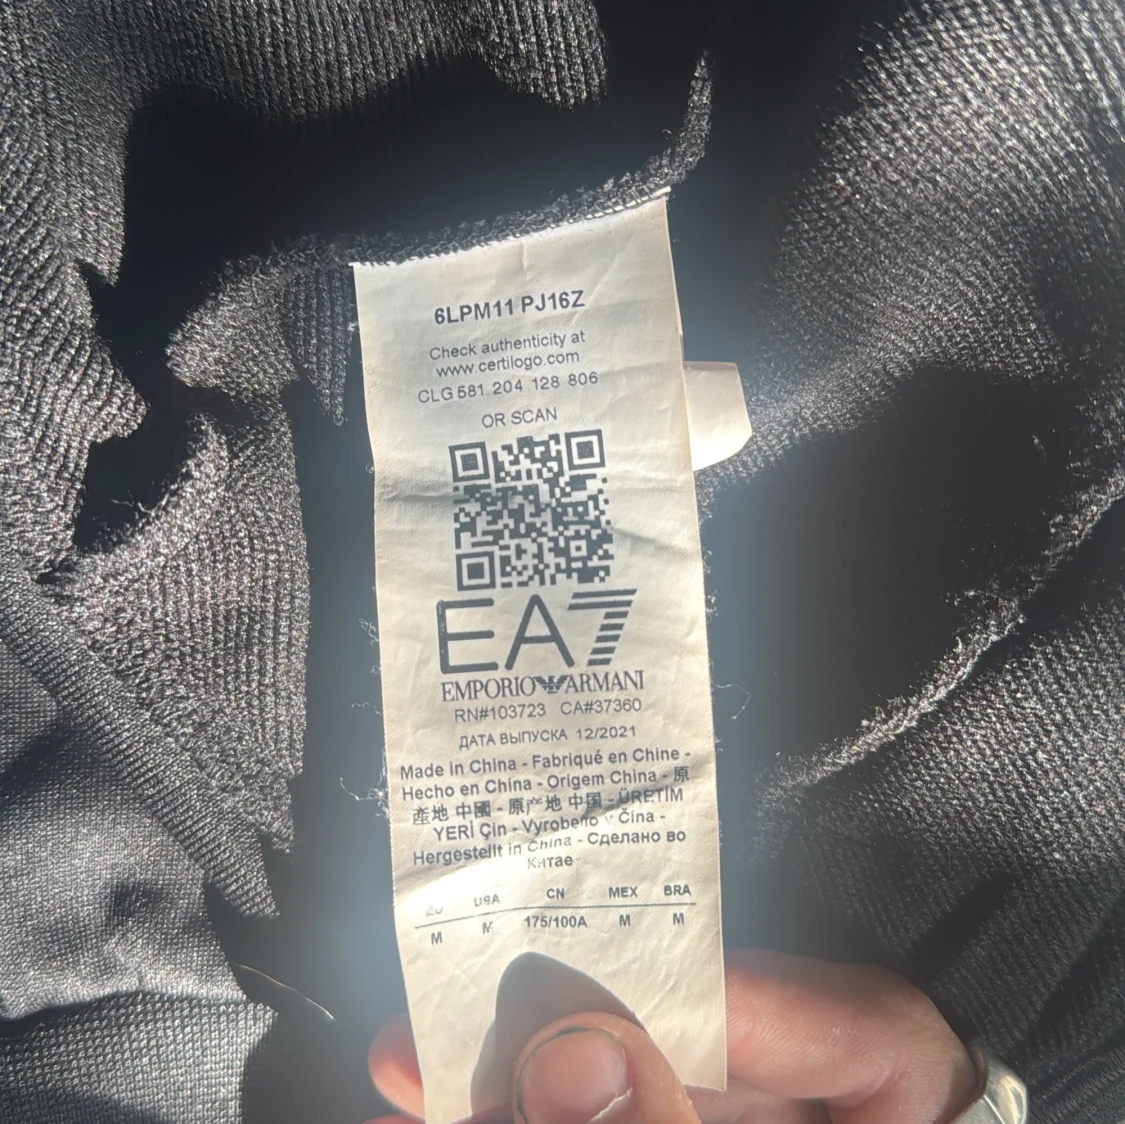 6LPM11 PJ16Z
Check authenticity at
www.certilogo.com
CLG 581 204 128 806
OR SCAN
EA7
EMPORIO ARMANI
RN#103723 CA#37360
ДАТА ВЫПУСКА 12/2021
Made in China - Fabriqué en Chine -
Hecho en China - Origem China - 原
產地 中國 - 原产地 中国 - ÜRETİM
YERİ Çin - Vyrobeno v Čína -
Hergestellt in China - Сделано во
Китае
EU USA CN MEX BRA
M M 175/100A M M